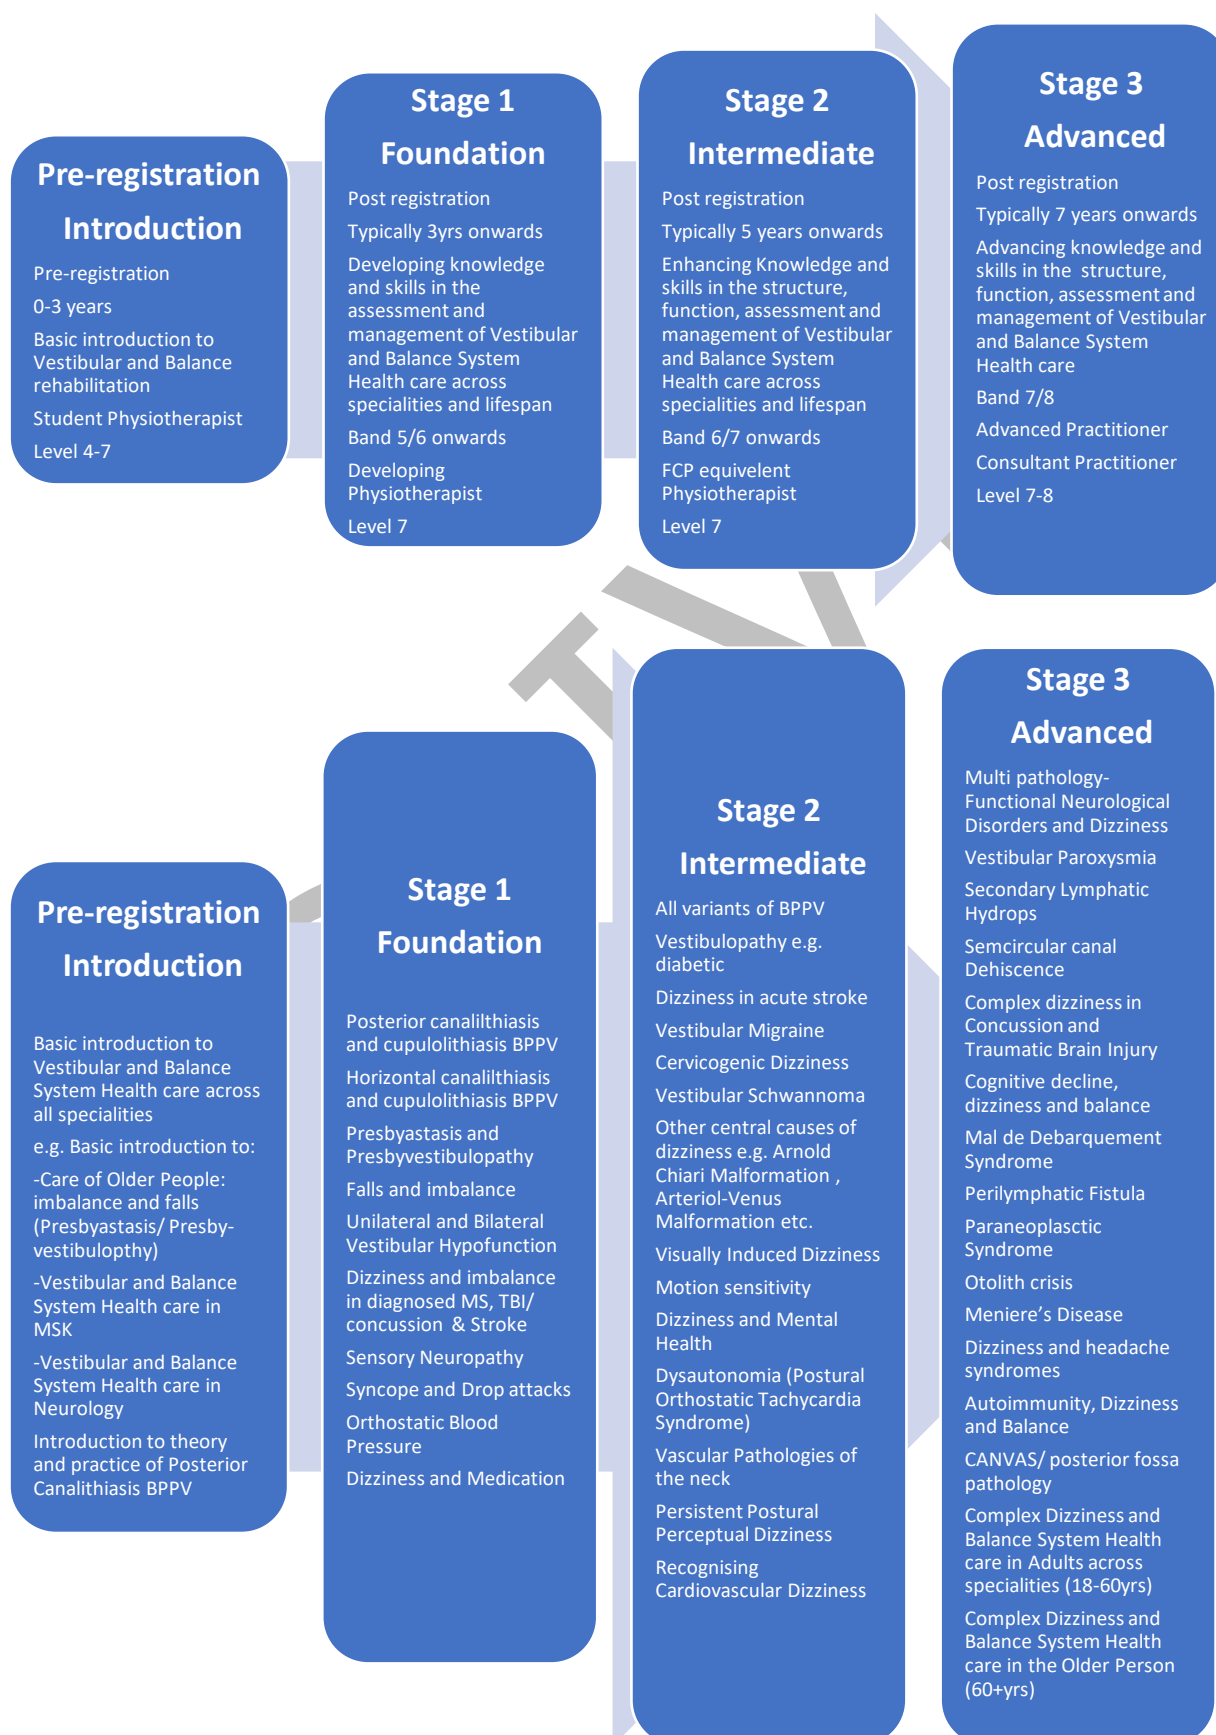 Pre-registration
Introduction
Pre-registration
0-3 years
Basic introduction to
Vestibular and Balance
rehabilitation
Student Physiotherapist
Level 4-7
Stage 1
Foundation
Post registration
Typically 3yrs onwards
Developing knowledge
and skills in the
assessment and
management of Vestibular
and Balance System
Health care across
specialities and lifespan
Band 5/6 onwards
Developing
Physiotherapist
Level 7
Stage 2
Intermediate
Post registration
Typically 5 years onwards
Enhancing Knowledge and
skills in the structure,
function, assessment and
management of Vestibular
and Balance System
Health care across
specialities and lifespan
Band 6/7 onwards
FCP equivelent
Physiotherapist
Level 7
Stage 3
Advanced
Post registration
Typically 7 years onwards
Advancing knowledge and
skills in the structure,
function, assessment and
management of Vestibular
and Balance System
Health care
Band 7/8
Advanced Practitioner
Consultant Practitioner
Level 7-8
Pre-registration
Introduction
Basic introduction to
Vestibular and Balance
System Health care across
all specialities
e.g. Basic introduction to:
-Care of Older People:
imbalance and falls
(Presbyastasis/ Presby-
vestibulopthy)
-Vestibular and Balance
System Health care in
MSK
-Vestibular and Balance
System Health care in
Neurology
Introduction to theory
and practice of Posterior
Canalithiasis BPPV
Stage 1
Foundation
Posterior canalilthiasis
and cupulolithiasis BPPV
Horizontal canalilthiasis
and cupulolithiasis BPPV
Presbyastasis and
Presbyvestibulopathy
Falls and imbalance
Unilateral and Bilateral
Vestibular Hypofunction
Dizziness and imbalance
in diagnosed MS, TBI/
concussion & Stroke
Sensory Neuropathy
Syncope and Drop attacks
Orthostatic Blood
Pressure
Dizziness and Medication
Stage 2
Intermediate
All variants of BPPV
Vestibulopathy e.g.
diabetic
Dizziness in acute stroke
Vestibular Migraine
Cervicogenic Dizziness
Vestibular Schwannoma
Other central causes of
dizziness e.g. Arnold
Chiari Malformation ,
Arteriol-Venus
Malformation etc.
Visually Induced Dizziness
Motion sensitivity
Dizziness and Mental
Health
Dysautonomia (Postural
Orthostatic Tachycardia
Syndrome)
Vascular Pathologies of
the neck
Persistent Postural
Perceptual Dizziness
Recognising
Cardiovascular Dizziness
Stage 3
Advanced
Multi pathology-
Functional Neurological
Disorders and Dizziness
Vestibular Paroxysmia
Secondary Lymphatic
Hydrops
Semcircular canal
Dehiscence
Complex dizziness in
Concussion and
Traumatic Brain Injury
Cognitive decline,
dizziness and balance
Mal de Debarquement
Syndrome
Perilymphatic Fistula
Paraneoplasctic
Syndrome
Otolith crisis
Meniere's Disease
Dizziness and headache
syndromes
Autoimmunity, Dizziness
and Balance
CANVAS/ posterior fossa
pathology
Complex Dizziness and
Balance System Health
care in Adults across
specialities (18-60yrs)
Complex Dizziness and
Balance System Health
care in the Older Person
(60+yrs)